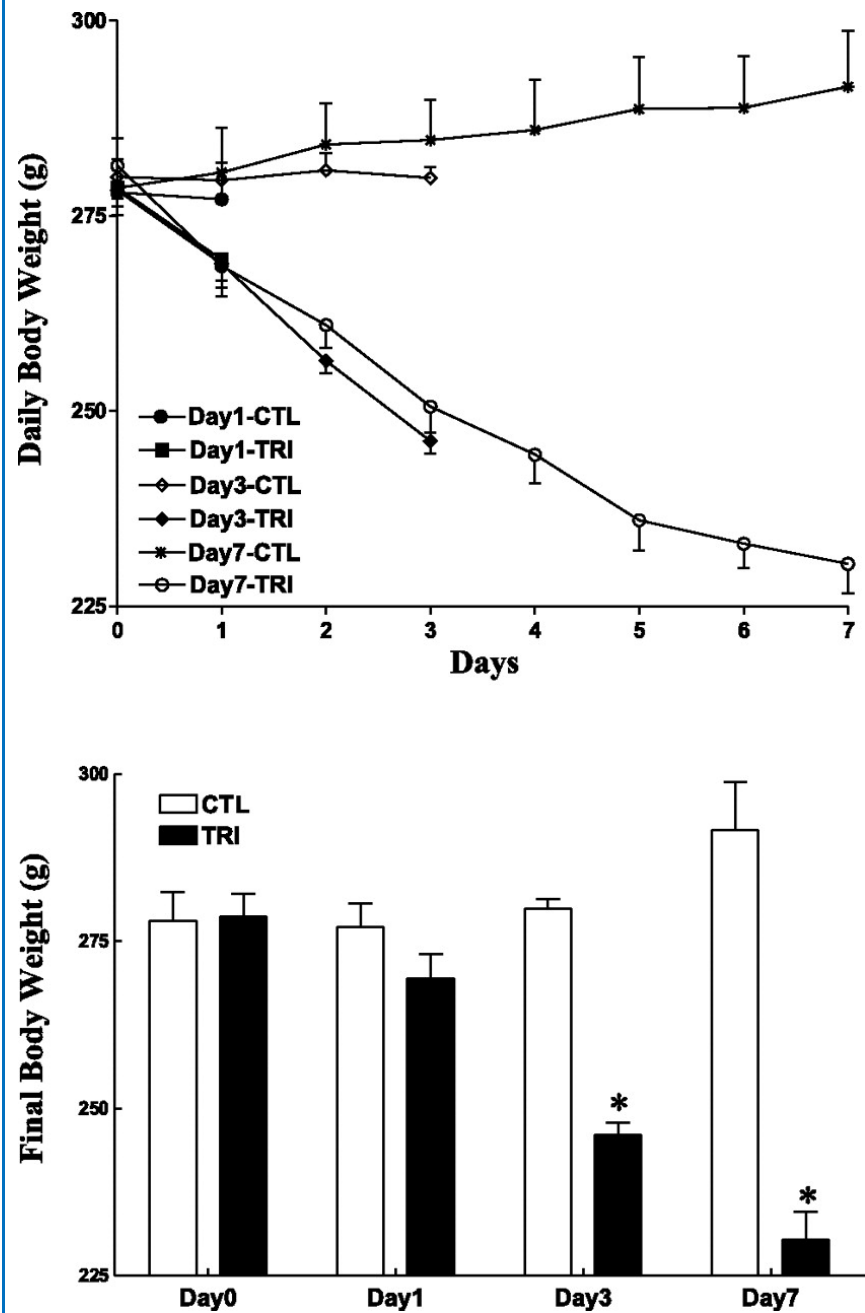 300
275
250
225
Daily Body Weight (g)
Day1-CTL
Day1-TRI
Day3-CTL
Day3-TRI
Day7-CTL
Day7-TRI
0 1 2 3 4 5 6 7
Days
300
275
250
225
Final Body Weight (g)
CTL
TRI
*
*
Day0 Day1 Day3 Day7